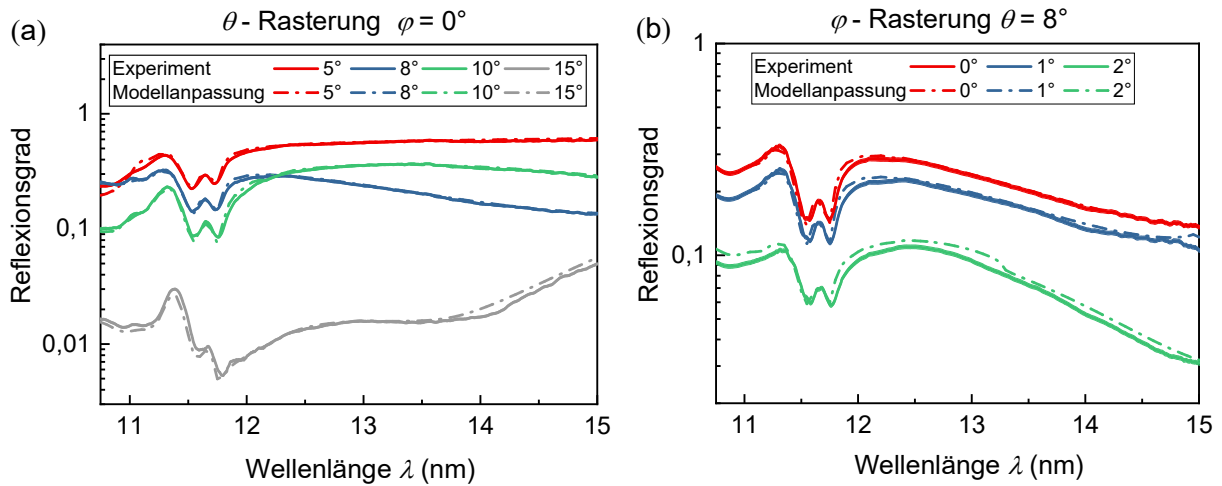 (a)
θ - Rasterung φ = 0°
Experiment 5° 8° 10° 15°
Modellanpassung 5° 8° 10° 15°
Reflexionsgrad
1
0,1
0,01
11 12 13 14 15
Wellenlänge λ (nm)
(b)
φ - Rasterung θ = 8°
Experiment 0° 1° 2°
Modellanpassung 0° 1° 2°
Reflexionsgrad
1
0,1
11 12 13 14 15
Wellenlänge λ (nm)